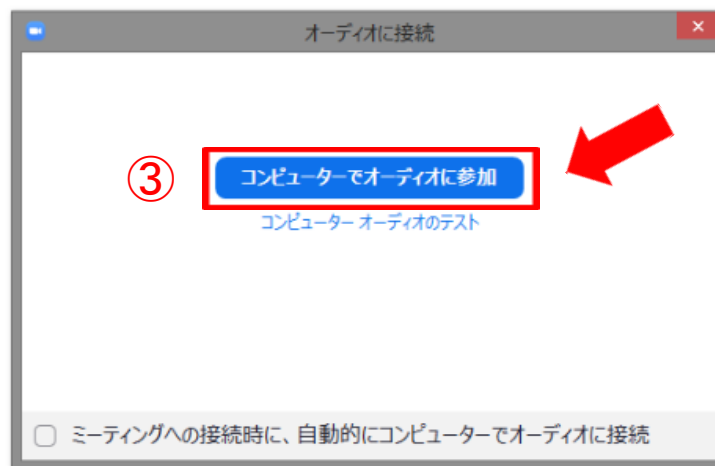 オーディオに接続
③
コンピューターでオーディオに参加
コンピューター オーディオのテスト
ミーティングへの接続時に、自動的にコンピューターでオーディオに接続